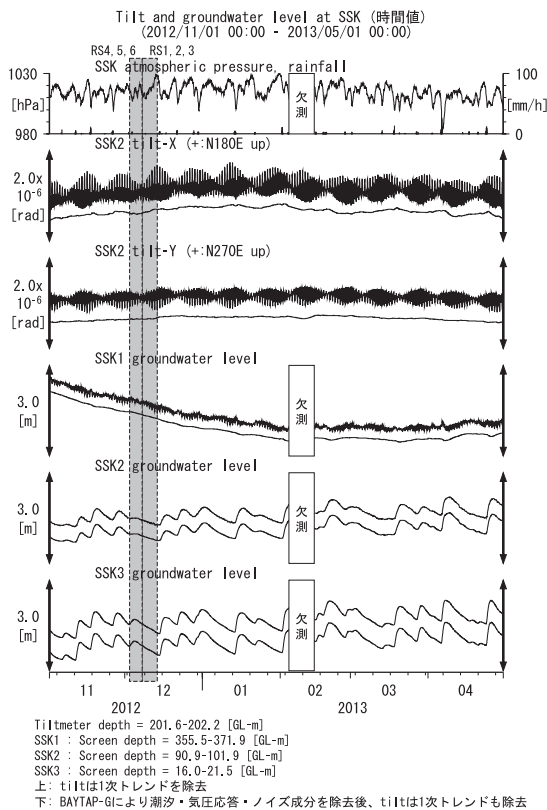 Tilt and groundwater level at SSK (時間値)
(2012/11/01 00:00 - 2013/05/01 00:00)
RS4, 5, 6 RS1, 2, 3
SSK atmospheric pressure, rainfall
1030
[hPa]
980
100
[mm/h]
0
欠測
SSK2 tilt-X (+:N180E up)
2.0x
10-6
[rad]
SSK2 tilt-Y (+:N270E up)
2.0x
10-6
[rad]
SSK1 groundwater level
3.0
[m]
欠測
SSK2 groundwater level
3.0
[m]
欠測
SSK3 groundwater level
3.0
[m]
欠測
11 12 01 02 03 04
2012 2013
Tiltmeter depth = 201.6-202.2 [GL-m]
SSK1 : Screen depth = 355.5-371.9 [GL-m]
SSK2 : Screen depth = 90.9-101.9 [GL-m]
SSK3 : Screen depth = 16.0-21.5 [GL-m]
上: tiltは1次トレンドを除去
下: BAYTAP-Gにより潮汐・気圧応答・ノイズ成分を除去後、tiltは1次トレンドも除去